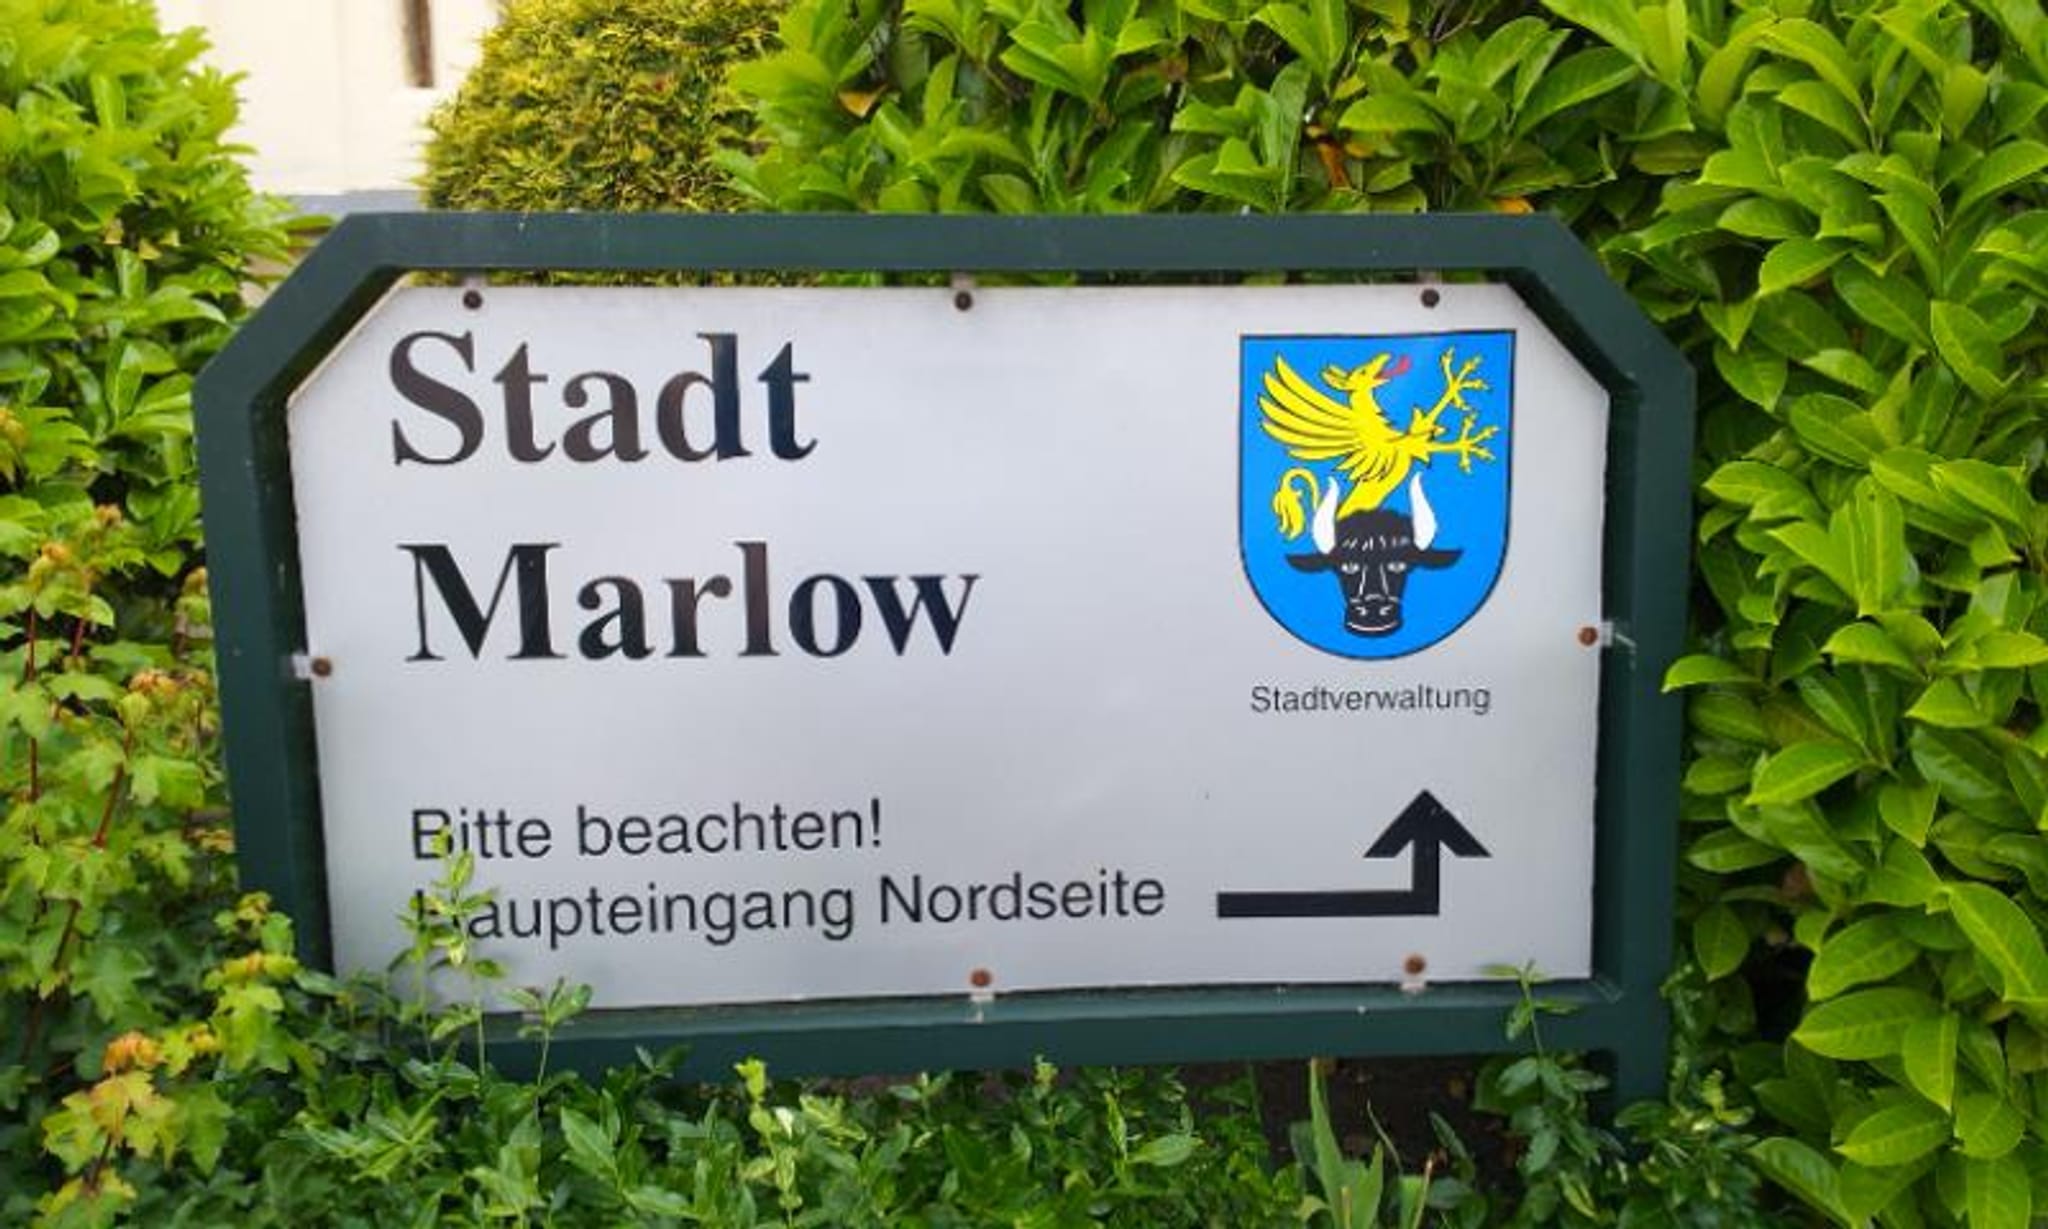 Stadt
Marlow
Stadtverwaltung
Bitte beachten!
Haupteingang Nordseite